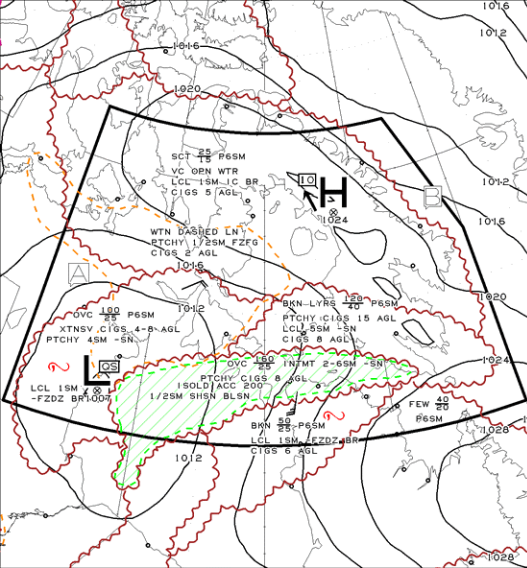 1016
1012
1016
1020
SCT 25/15 P6SM
VC OPN WTR
LCL 1SM IC BR
CIGS 5 AGL
10
H
1024
B
1012
1016
WTN DASHED LN
PTCHY 1/2SM FZFG
CIGS 2 AGL
1016
A
1012
1020
OVC 100/25 P6SM
XTNSV CIGS 4-8 AGL
PTCHY 4SM -SN
BKN LYRS 120/40 P6SM
PTCHY CIGS 15 AGL
LCL 5SM -SN
CIGS 8 AGL
1024
L
QS
LCL 1SM
-FZDZ BR
1007
OVC 160/25 INTMT 2-6SM -SN
PTCHY CIGS 8 AGL
ISOLD ACC 200
1/2SM SHSN BLSN
FEW 40/20
P6SM
BKN 50/25 P6SM
LCL 1SM -FZDZ BR
CIGS 6 AGL
1028
1012
1028